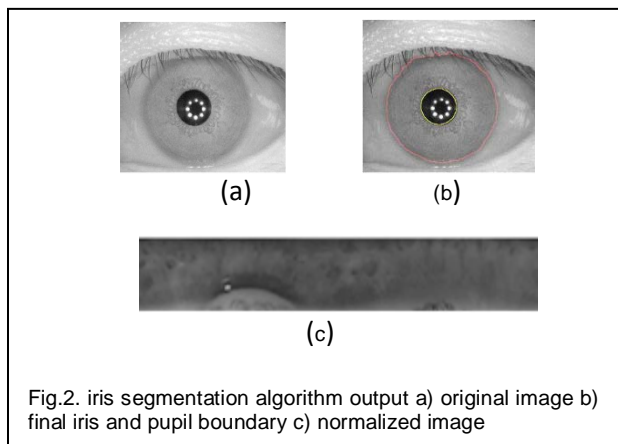 (a)
(b)
(c)
Fig.2. iris segmentation algorithm output a) original image b)
final iris and pupil boundary c) normalized image